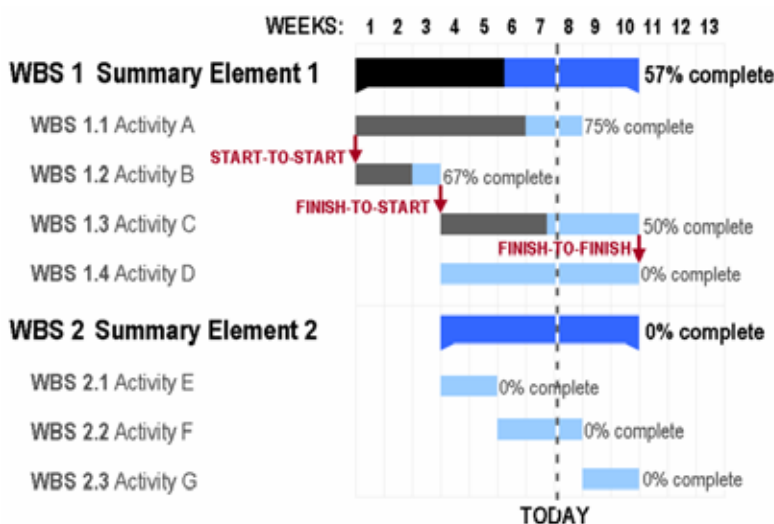 WEEKS: 1 2 3 4 5 6 7 8 9 10 11 12 13
WBS 1 Summary Element 1 57% complete
WBS 1.1 Activity A 75% complete
START-TO-START
WBS 1.2 Activity B 67% complete
FINISH-TO-START
WBS 1.3 Activity C 50% complete
FINISH-TO-FINISH
WBS 1.4 Activity D 0% complete
WBS 2 Summary Element 2 0% complete
WBS 2.1 Activity E 0% complete
WBS 2.2 Activity F 0% complete
WBS 2.3 Activity G 0% complete
TODAY